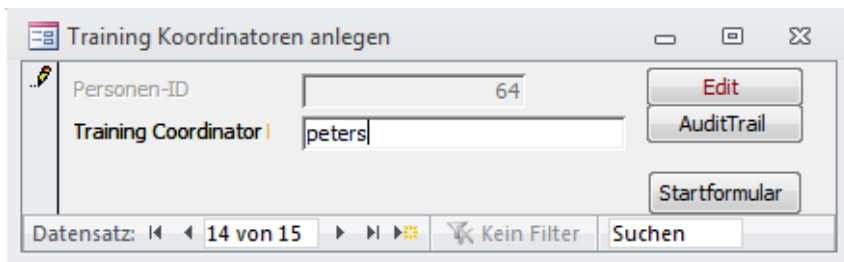 Training Koordinatoren anlegen
Personen-ID 64 Edit
Training Coordinator peters AuditTrail
Startformular
Datensatz: 14 von 15 Kein Filter Suchen